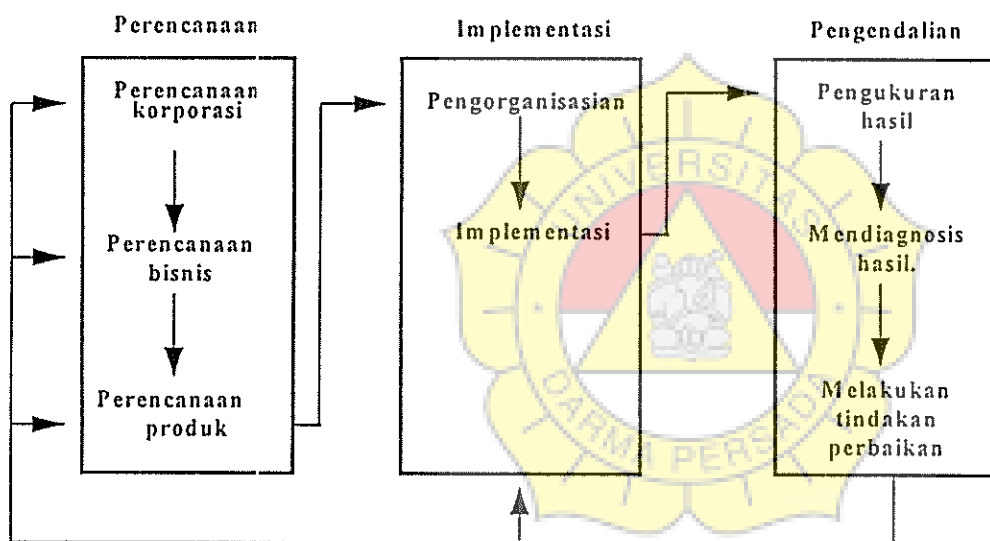 Perencanaan
Perencanaan
korporasi
Perencanaan
bisnis
Perencanaan
produk
Implementasi
Pengorganisasian
Implementasi
Pengendalian
Pengukuran
hasil
Mendiagnosis
hasil.
Melakukan
tindakan
perbaikan
UNIVERSITAS
DARMA PERSADA